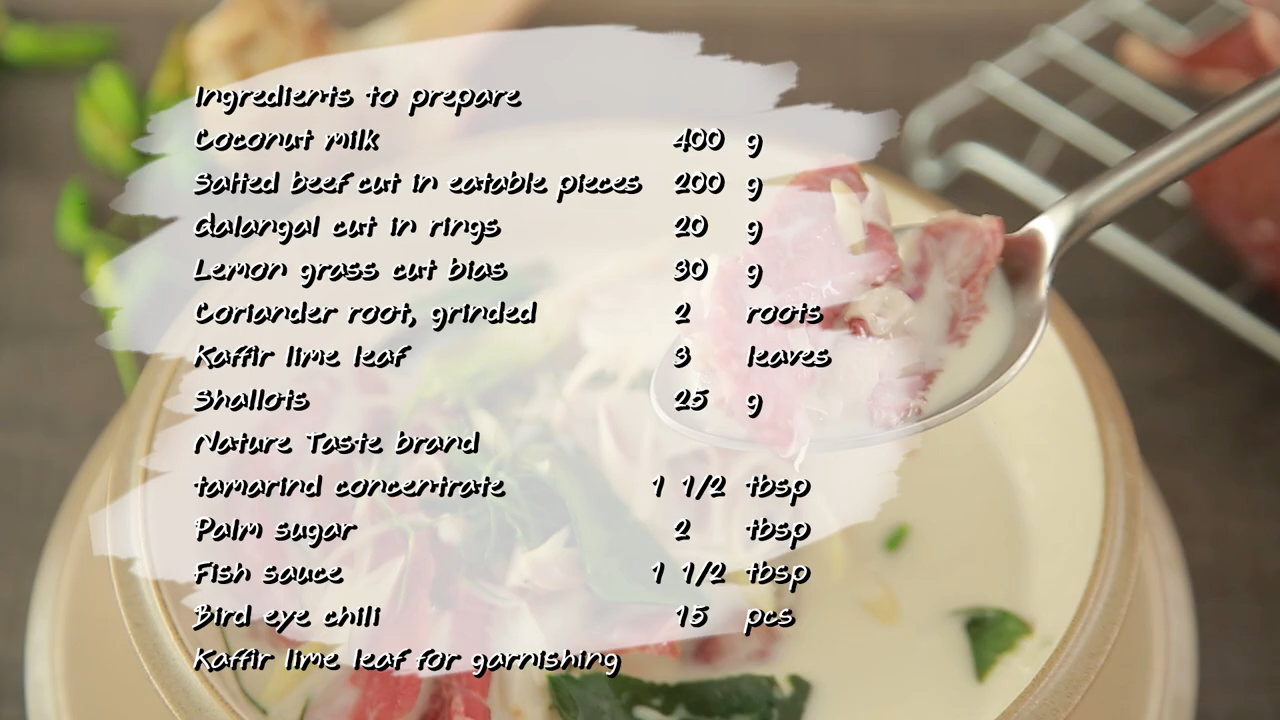 Ingredients to prepare
Coconut milk 400 g
Salted beef cut in eatable pieces 200 g
Galangal cut in rings 20 g
Lemon grass cut bias 30 g
Coriander root, grinded 2 roots
Kaffir lime leaf 3 leaves
Shallots 25 g
Nature Taste brand
tamarind concentrate 1 1/2 tbsp
Palm sugar 2 tbsp
Fish sauce 1 1/2 tbsp
Bird eye chili 15 pcs
Kaffir lime leaf for garnishing